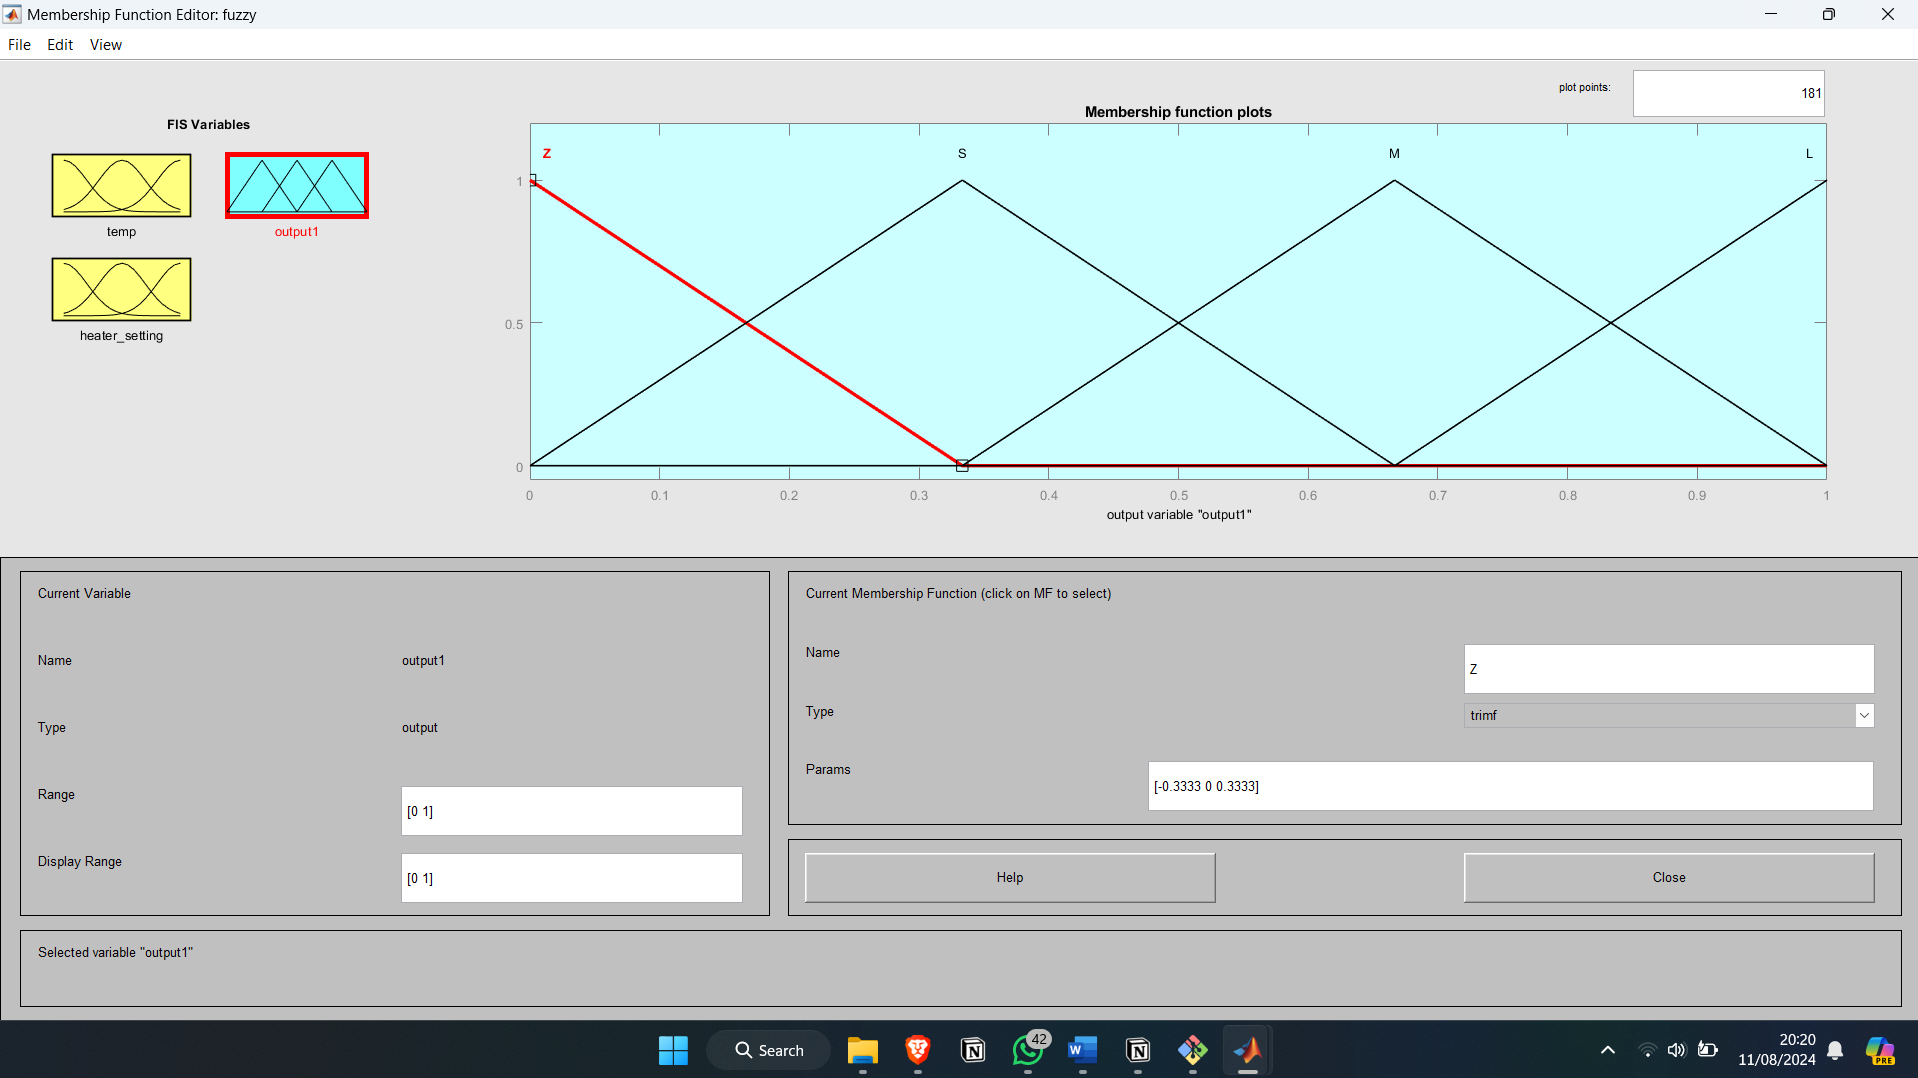 Membership Function Editor: fuzzy
File Edit View
plot points: 181
FIS Variables
Membership function plots
Z S M L
temp
output1
heater_setting
1
0.5
0
0 0.1 0.2 0.3 0.4 0.5 0.6 0.7 0.8 0.9 1
output variable "output1"
Current Variable
Name output1
Type output
Range [0 1]
Display Range [0 1]
Current Membership Function (click on MF to select)
Name Z
Type trimf
Params [-0.3333 0 0.3333]
Help Close
Selected variable "output1"
Search
42
20:20
11/08/2024
PRE